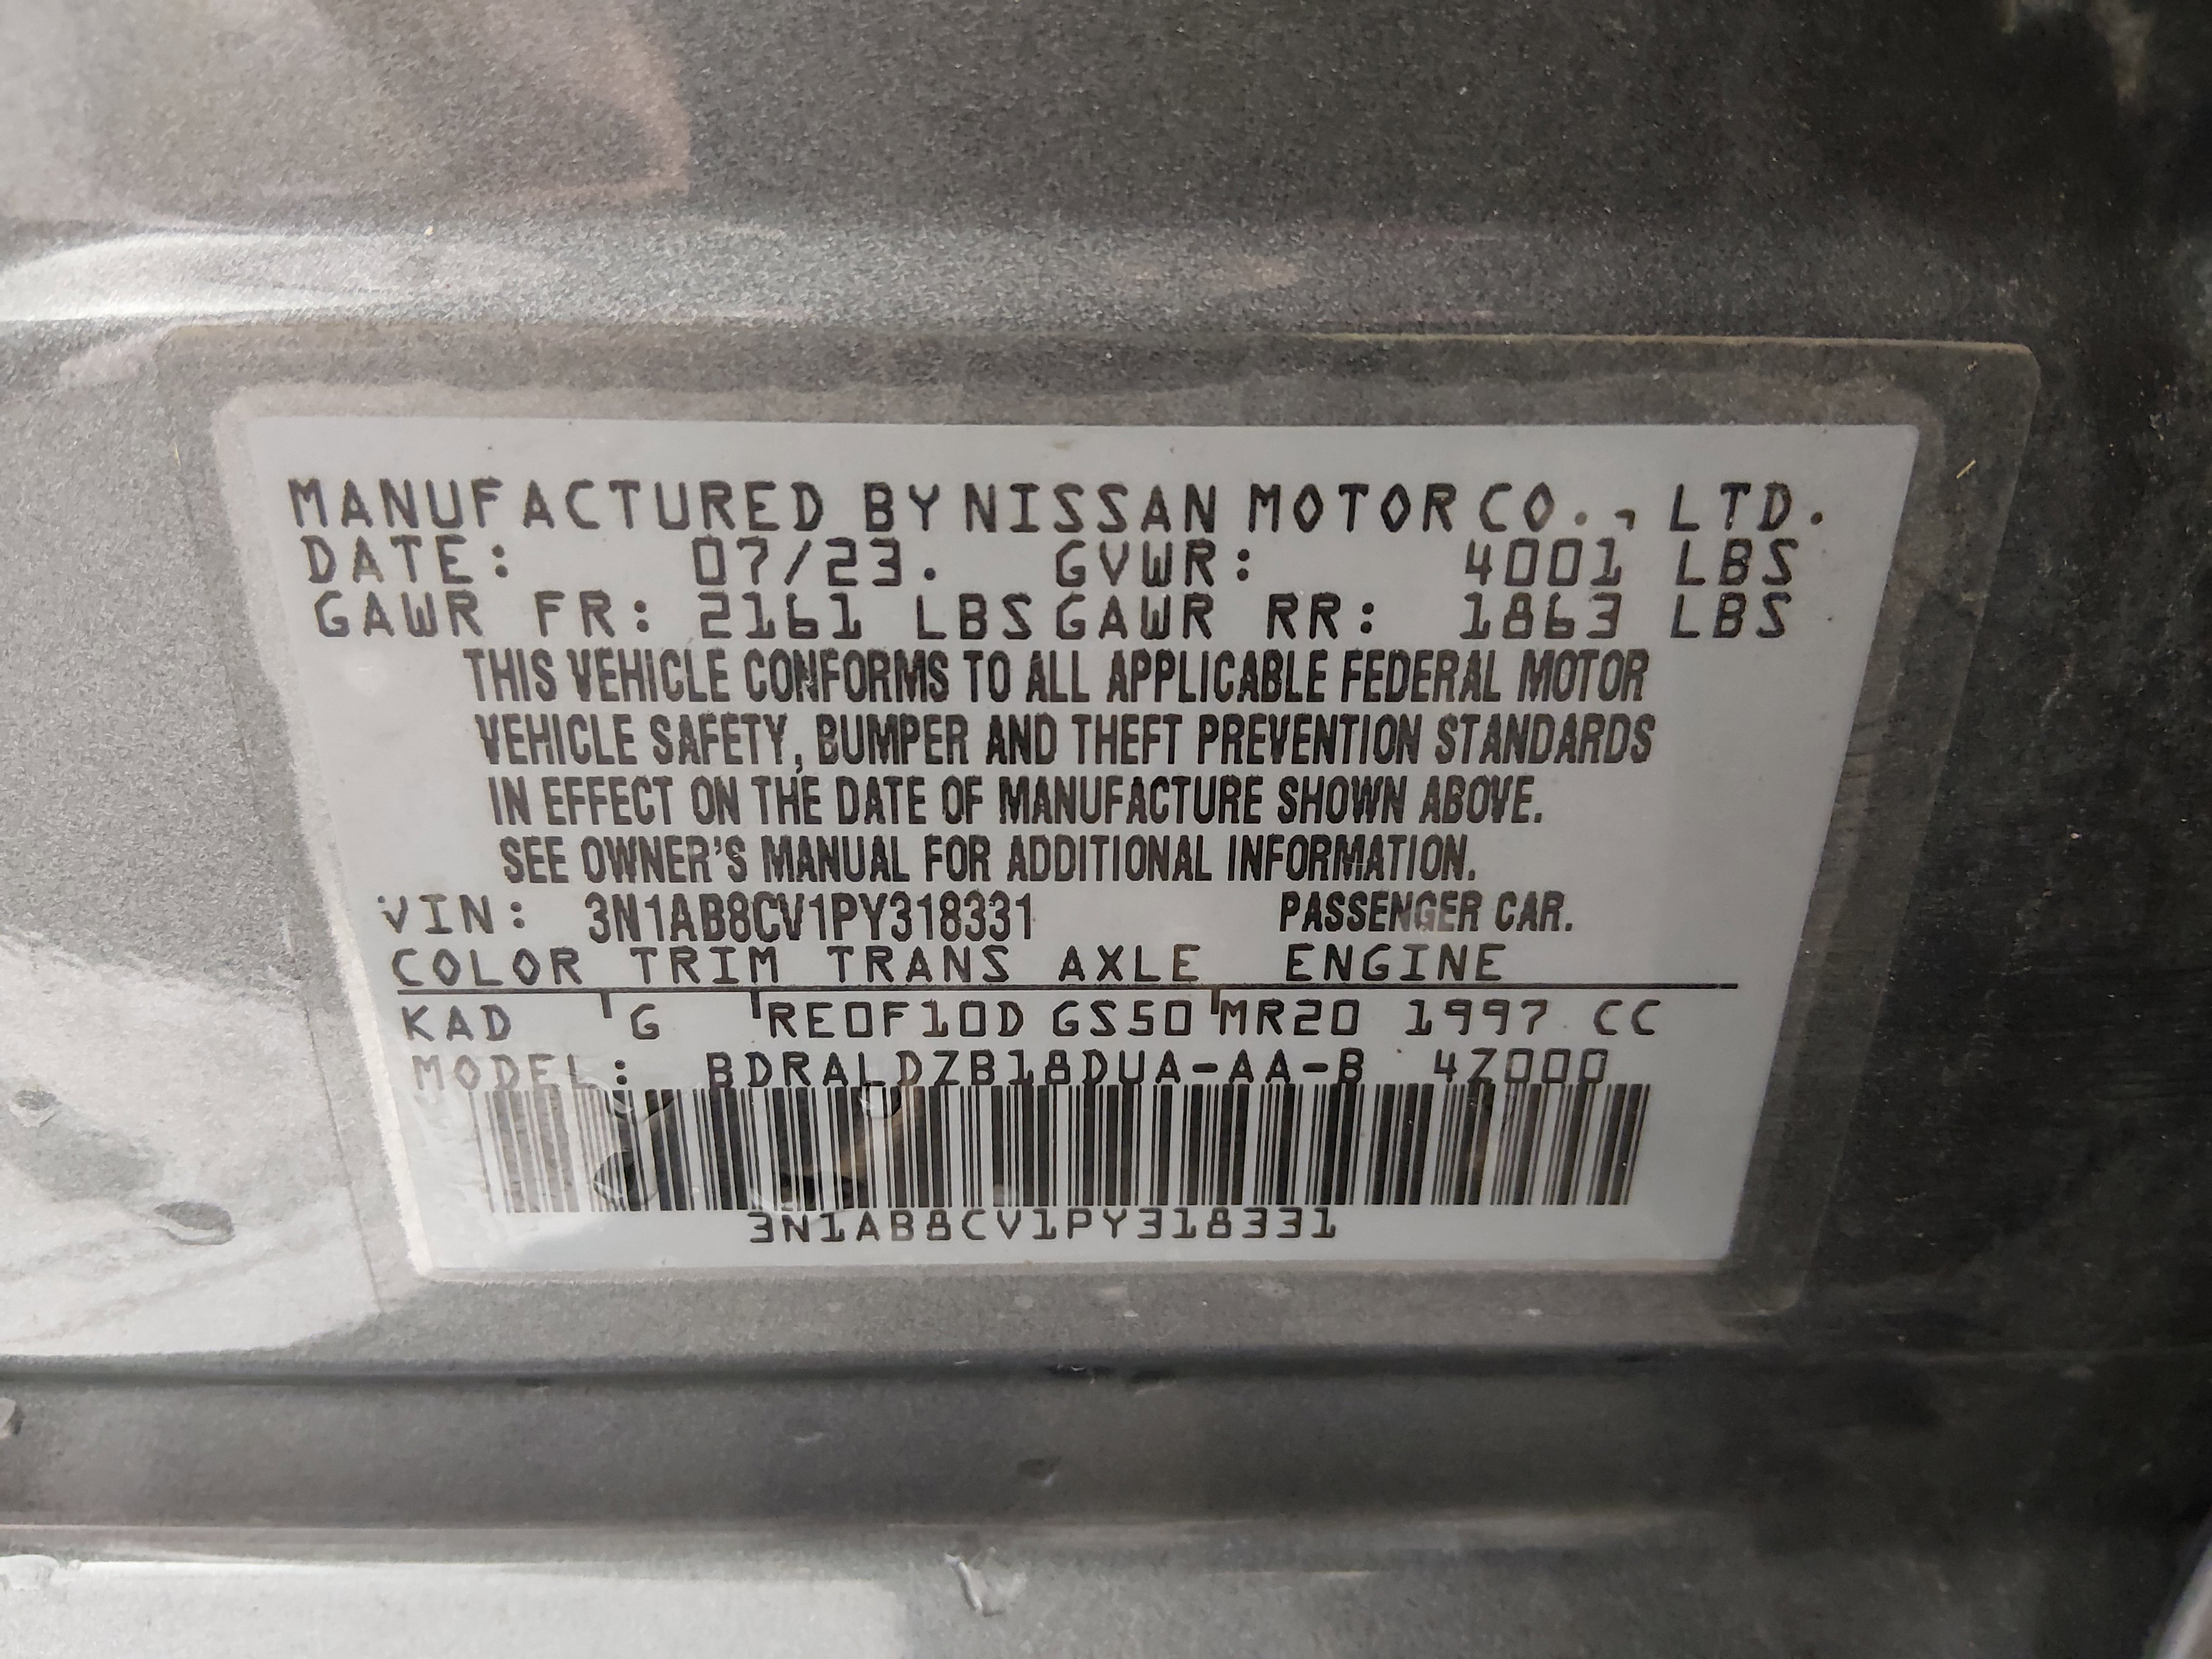 MANUFACTURED BY NISSAN MOTOR CO., LTD.
DATE: 07/23. GVWR: 4001 LBS
GAWR FR: 2161 LBS GAWR RR: 1863 LBS
THIS VEHICLE CONFORMS TO ALL APPLICABLE FEDERAL MOTOR
VEHICLE SAFETY, BUMPER AND THEFT PREVENTION STANDARDS
IN EFFECT ON THE DATE OF MANUFACTURE SHOWN ABOVE.
SEE OWNER'S MANUAL FOR ADDITIONAL INFORMATION.
VIN: 3N1AB8CV1PY318331 PASSENGER CAR.
COLOR TRIM TRANS AXLE ENGINE
KAD G RE0F10D GS50 MR20 1997 CC
MODEL: BDRALDZB18DUA-AA-B 4Z000
3N1AB8CV1PY318331